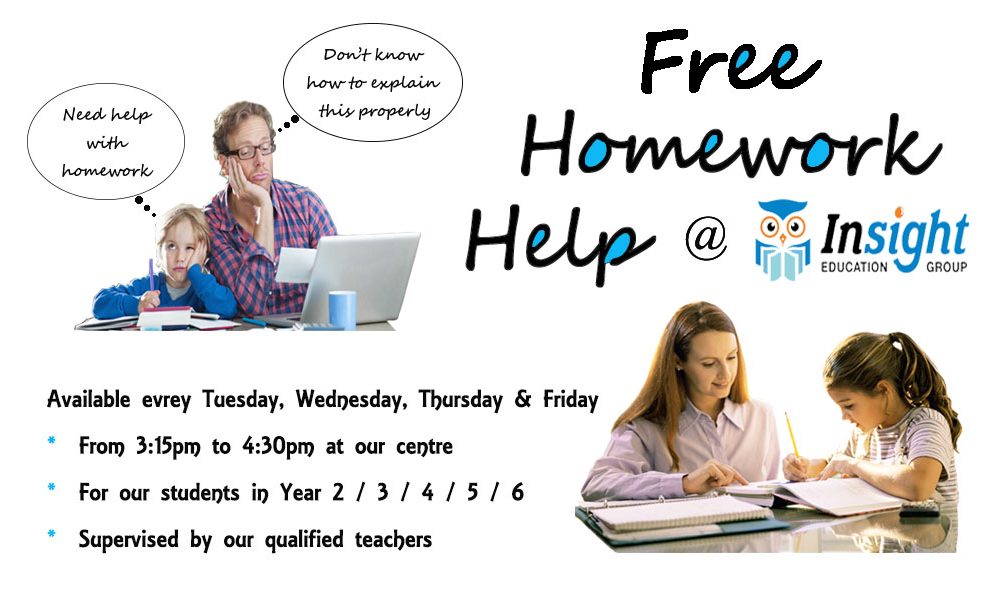 Need help
with
homework
Don't know
how to explain
this properly
Free
Homework
Help @ Insight
EDUCATION GROUP
Available evrey Tuesday, Wednesday, Thursday & Friday
* From 3:15pm to 4:30pm at our centre
* For our students in Year 2 / 3 / 4 / 5 / 6
* Supervised by our qualified teachers